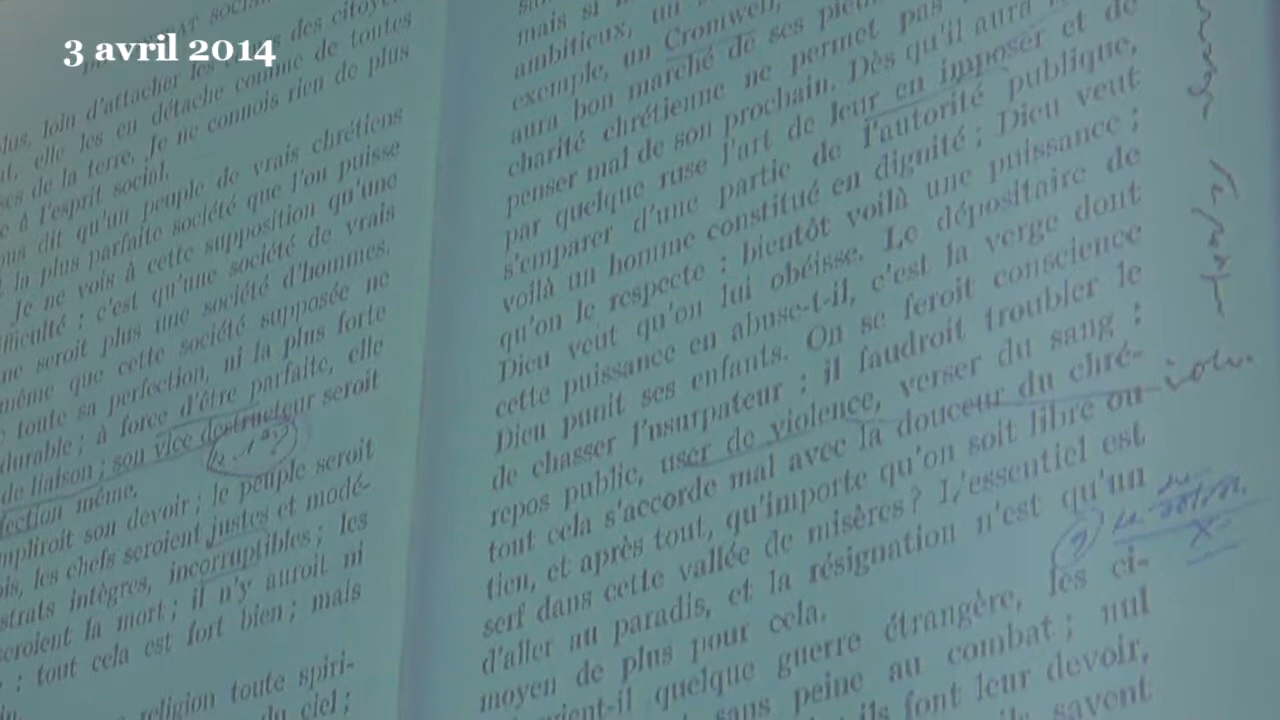 3 avril 2014
SOCIAL
des citoyens
plus, loin d'attacher les
elle les en détache comme de toutes
de la terre. Je ne connois rien de plus
à l'esprit social.
dit qu'un peuple de vrais chrétiens
la plus parfaite société que l'on puisse
Je ne vois à cette supposition qu'une
c'est qu'une société de vrais
ne seroit plus une société d'hommes.
même que cette société supposée ne
toute sa perfection, ni la plus forte
durable ; à force d'être parfaite, elle
de liaison ; son vice destructeur seroit
même.
son devoir ; le peuple seroit
les chefs seroient justes et modé-
intègres, incorruptibles ; les
la mort ; il n'y auroit ni
: tout cela est fort bien ; mais
religion toute spiri-
du ciel ;
mais si
ambitieux, un
exemple, un Cromwell,
aura bon marché de ses
charité chrétienne ne permet pas
penser mal de son prochain. Dès qu'il aura
par quelque ruse l'art de leur en imposer et de
s'emparer d'une partie de l'autorité publique,
voilà un homme constitué en dignité ; Dieu veut
qu'on le respecte : bientôt voilà une puissance ;
Dieu veut qu'on lui obéisse. Le dépositaire de
cette puissance en abuse-t-il, c'est la verge dont
Dieu punit ses enfants. On se feroit conscience
de chasser l'usurpateur : il faudroit troubler le
repos public, user de violence, verser du sang :
tout cela s'accorde mal avec la douceur du chré-
tien, et après tout, qu'importe qu'on soit libre ou
serf dans cette vallée de misères ? L'essentiel est
d'aller au paradis, et la résignation n'est qu'un
moyen de plus pour cela.
quelque guerre étrangère, les ci-
sans peine au combat ; nul
ils font leur devoir,
ils savent